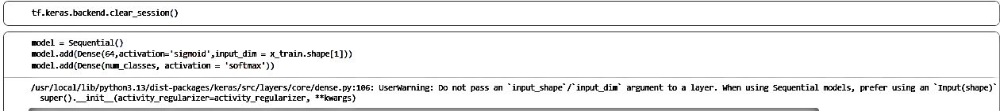 tf.keras.backend.clear_session()
model = Sequential()
model.add(Dense(64,activation='sigmoid',input_dim = x_train.shape[1]))
model.add(Dense(num_classes, activation = 'softmax'))
/usr/local/lib/python3.13/dist-packages/keras/src/layers/core/dense.py:106: UserWarning: Do not pass an `input_shape`/`input_dim` argument to a layer. When using Sequential models, prefer using an `Input(shape)`
super().__init__(activity_regularizer=activity_regularizer, **kwargs)